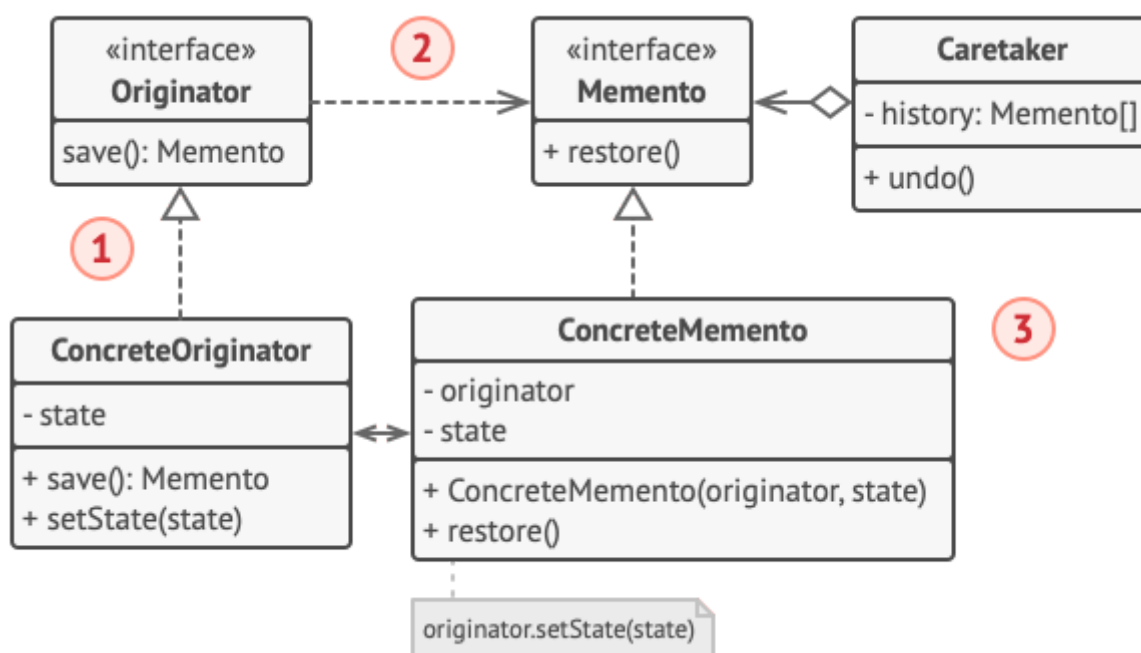 «interface»
Originator
save(): Memento
2
«interface»
Memento
+ restore()
Caretaker
- history: Memento[]
+ undo()
1
ConcreteOriginator
- state
+ save(): Memento
+ setState(state)
ConcreteMemento
- originator
- state
+ ConcreteMemento(originator, state)
+ restore()
3
originator.setState(state)